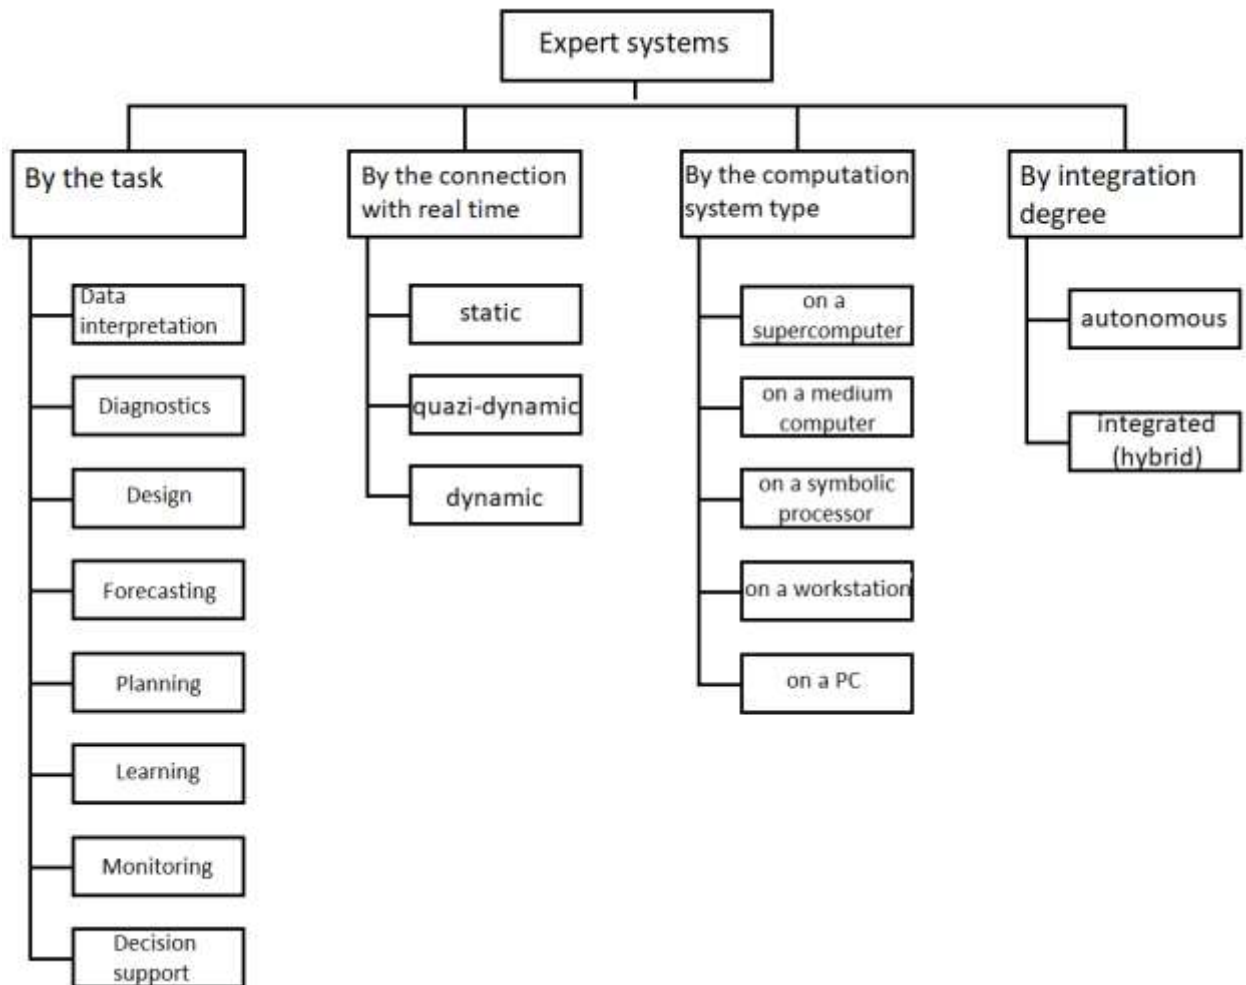 Expert systems
By the task
Data
interpretation
Diagnostics
Design
Forecasting
Planning
Learning
Monitoring
Decision
support
By the connection
with real time
static
quazi-dynamic
dynamic
By the computation
system type
on a
supercomputer
on a medium
computer
on a symbolic
processor
on a workstation
on a PC
By integration
degree
autonomous
integrated
(hybrid)